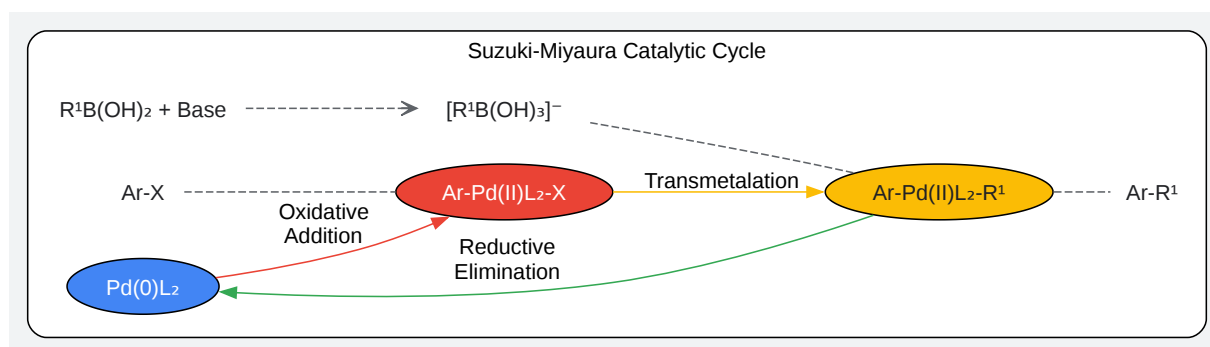 Suzuki-Miyaura Catalytic Cycle
R¹B(OH)₂ + Base
[R¹B(OH)₃]⁻
Ar-X
Ar-Pd(II)L₂-X
Transmetalation
Ar-Pd(II)L₂-R¹
Ar-R¹
Oxidative
Addition
Reductive
Elimination
Pd(0)L₂